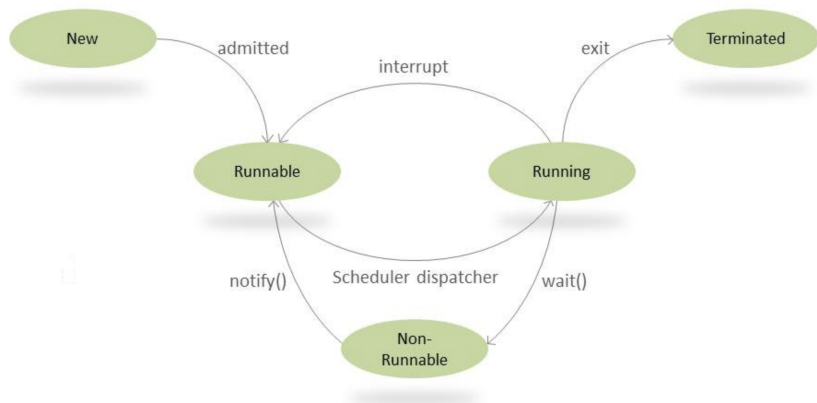 New
admitted
interrupt
exit
Terminated
Runnable
Running
notify()
Scheduler dispatcher
wait()
Non-
Runnable